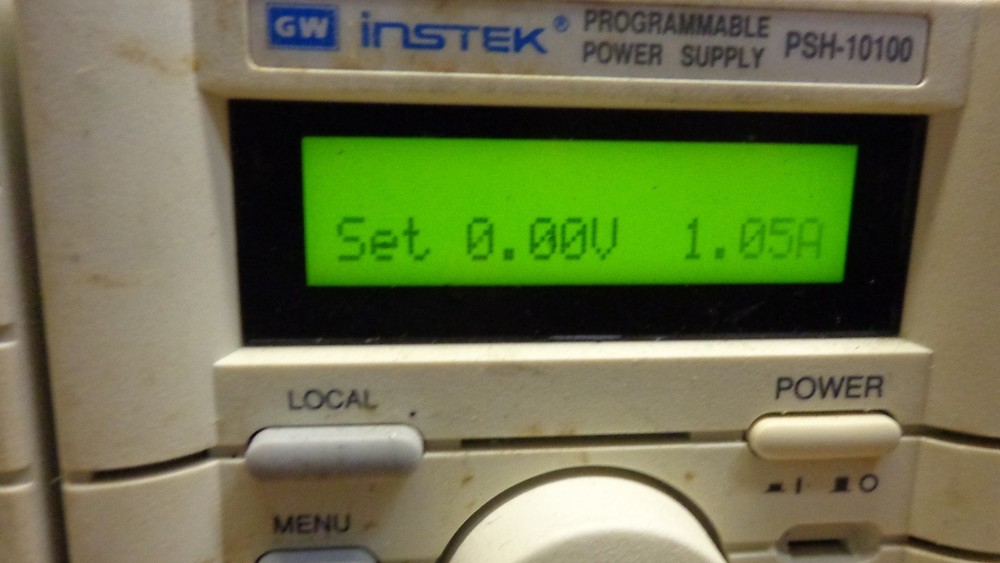 GW INSTEK® PROGRAMMABLE POWER SUPPLY PSH-10100
Set 0.00V 1.05A
LOCAL
POWER
MENU